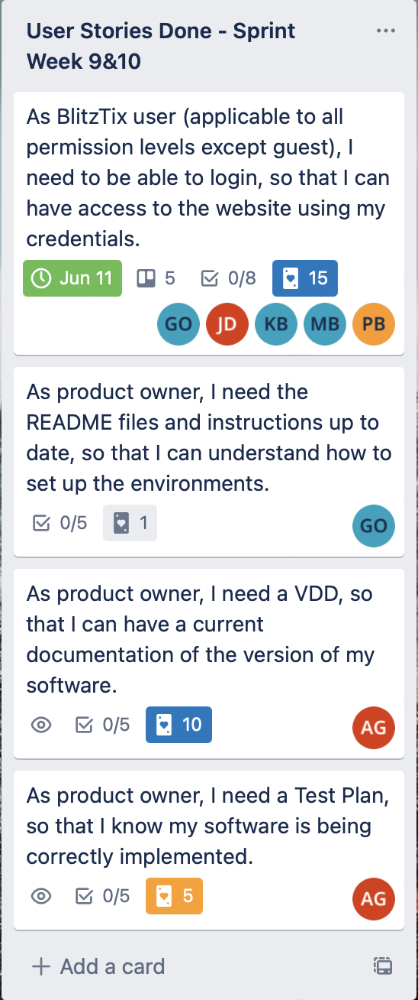 User Stories Done - Sprint
Week 9&10
As BlitzTix user (applicable to all
permission levels except guest), I
need to be able to login, so that I can
have access to the website using my
credentials.
Jun 11 5 0/8 15
GO JD KB MB PB
As product owner, I need the
README files and instructions up to
date, so that I can understand how to
set up the environments.
0/5 1 GO
As product owner, I need a VDD, so
that I can have a current
documentation of the version of my
software.
0/5 10 AG
As product owner, I need a Test Plan,
so that I know my software is being
correctly implemented.
0/5 5 AG
+ Add a card